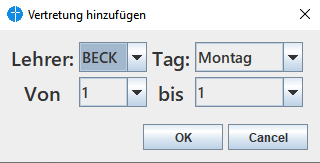 Vertretung hinzufügen
Lehrer: BECK Tag: Montag
Von 1 bis 1
OK Cancel